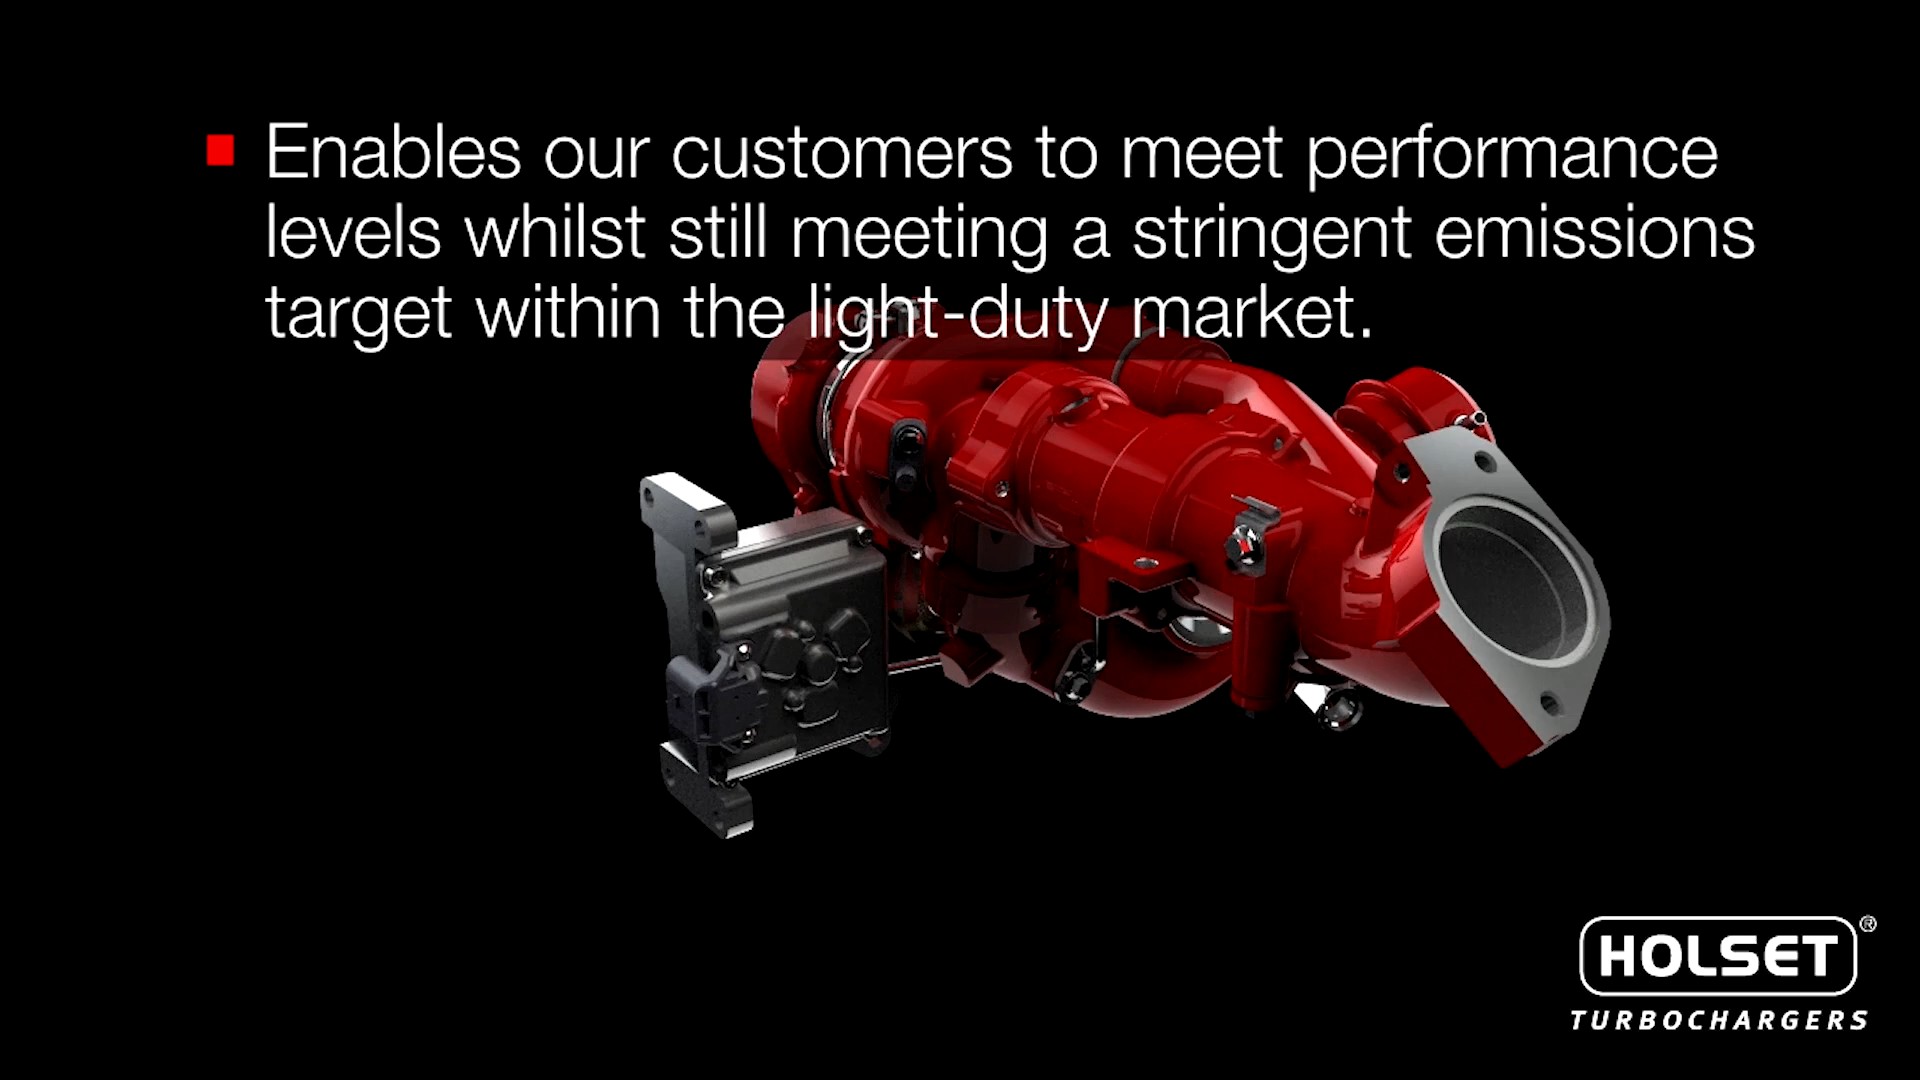 Enables our customers to meet performance
levels whilst still meeting a stringent emissions
target within the light-duty market.
HOLSET®
TURBOCHARGERS